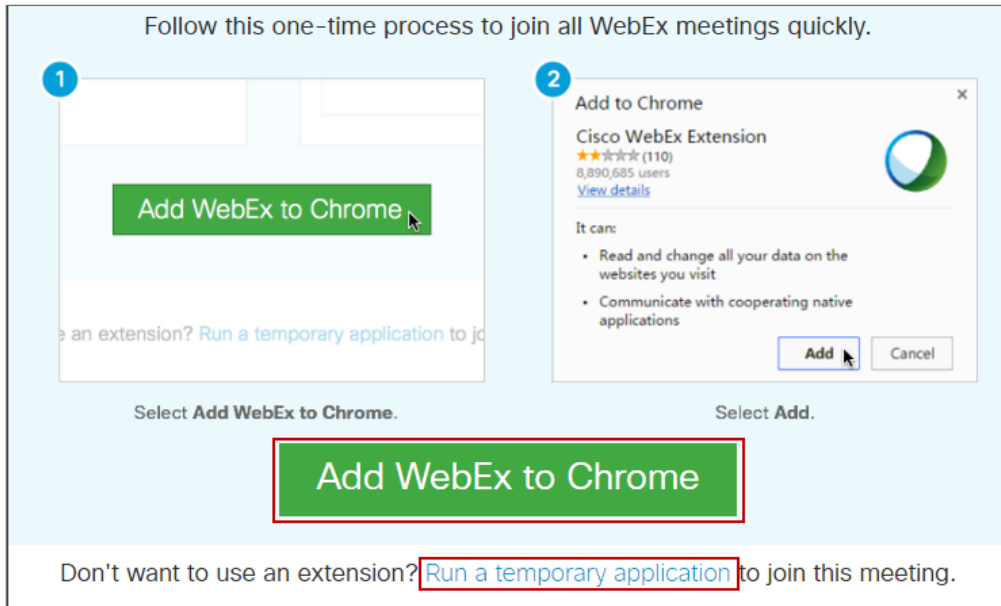 Follow this one-time process to join all WebEx meetings quickly.
1
Add WebEx to Chrome
e an extension? Run a temporary application to jo
Select Add WebEx to Chrome.
2
Add to Chrome
×
Cisco WebEx Extension
(110)
8,890,685 users
View details
It can:
• Read and change all your data on the
websites you visit
• Communicate with cooperating native
applications
Add
Cancel
Select Add.
Add WebEx to Chrome
Don't want to use an extension? Run a temporary application to join this meeting.